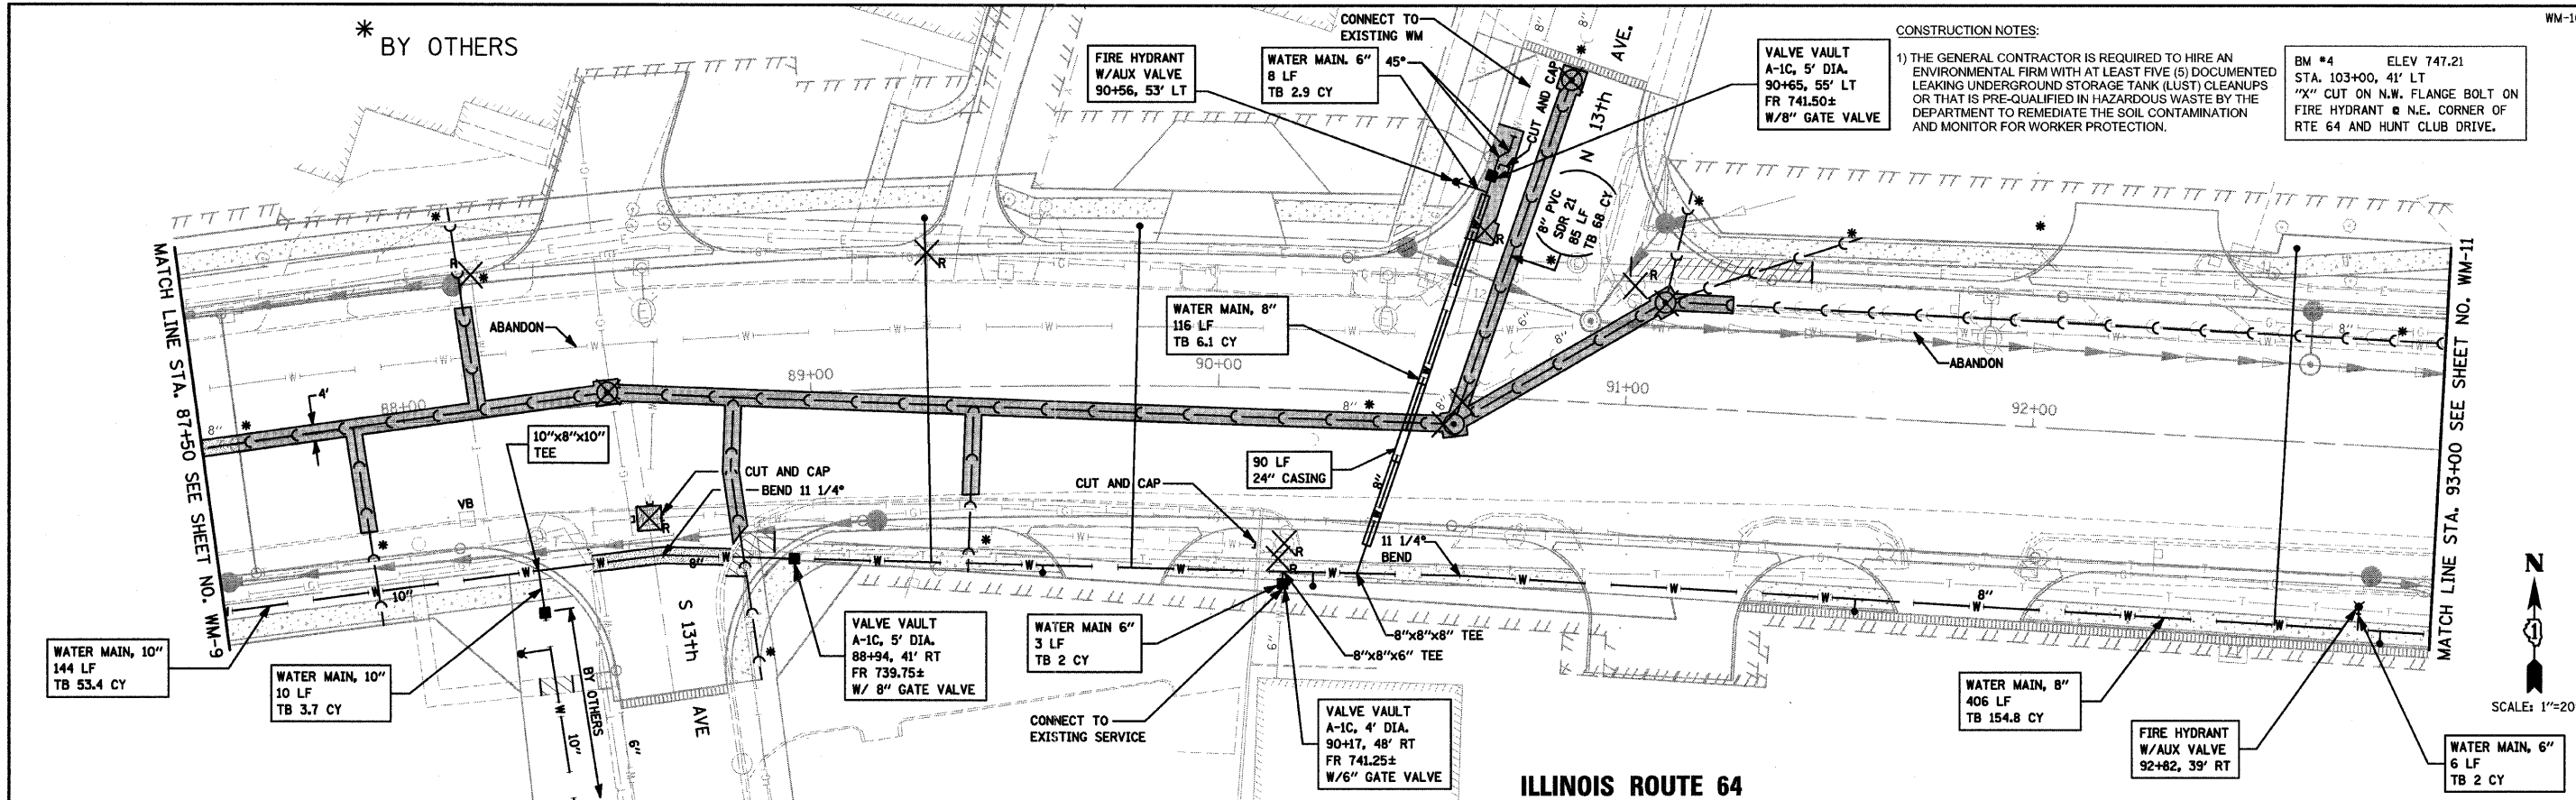 * BY OTHERS
WM-10
CONNECT TO
EXISTING WM
FIRE HYDRANT
W/AUX VALVE
90+56, 53' LT
WATER MAIN. 6"
8 LF
TB 2.9 CY
45°
CUT AND CAP
N 13th AVE.
VALVE VAULT
A-1C, 5' DIA.
90+65, 55' LT
FR 741.50±
W/8" GATE VALVE
CONSTRUCTION NOTES:
1) THE GENERAL CONTRACTOR IS REQUIRED TO HIRE AN
ENVIRONMENTAL FIRM WITH AT LEAST FIVE (5) DOCUMENTED
LEAKING UNDERGROUND STORAGE TANK (LUST) CLEANUPS
OR THAT IS PRE-QUALIFIED IN HAZARDOUS WASTE BY THE
DEPARTMENT TO REMEDIATE THE SOIL CONTAMINATION
AND MONITOR FOR WORKER PROTECTION.
BM #4 ELEV 747.21
STA. 103+00, 41' LT
"X" CUT ON N.W. FLANGE BOLT ON
FIRE HYDRANT @ N.E. CORNER OF
RTE 64 AND HUNT CLUB DRIVE.
8" PVC
SDR 21
85 LF
TB 68 CY
MATCH LINE STA. 87+50 SEE SHEET NO. WM-9
ABANDON
4'
8"
88+00
89+00
90+00
91+00
92+00
WATER MAIN, 8"
116 LF
TB 6.1 CY
ABANDON
MATCH LINE STA. 93+00 SEE SHEET NO. WM-11
10"x8"x10"
TEE
CUT AND CAP
BEND 11 1/4°
VB
90 LF
24" CASING
CUT AND CAP
11 1/4°
BEND
8"
10"
S 13th AVE
WATER MAIN, 10"
144 LF
TB 53.4 CY
WATER MAIN, 10"
10 LF
TB 3.7 CY
BY OTHERS
10"
6"
VALVE VAULT
A-1C, 5' DIA.
88+94, 41' RT
FR 739.75±
W/ 8" GATE VALVE
WATER MAIN 6"
3 LF
TB 2 CY
8"x8"x8" TEE
8"x8"x6" TEE
CONNECT TO
EXISTING SERVICE
VALVE VAULT
A-1C, 4' DIA.
90+17, 48' RT
FR 741.25±
W/6" GATE VALVE
WATER MAIN, 8"
406 LF
TB 154.8 CY
FIRE HYDRANT
W/AUX VALVE
92+82, 39' RT
WATER MAIN, 6"
6 LF
TB 2 CY
N
SCALE: 1"=20
ILLINOIS ROUTE 64